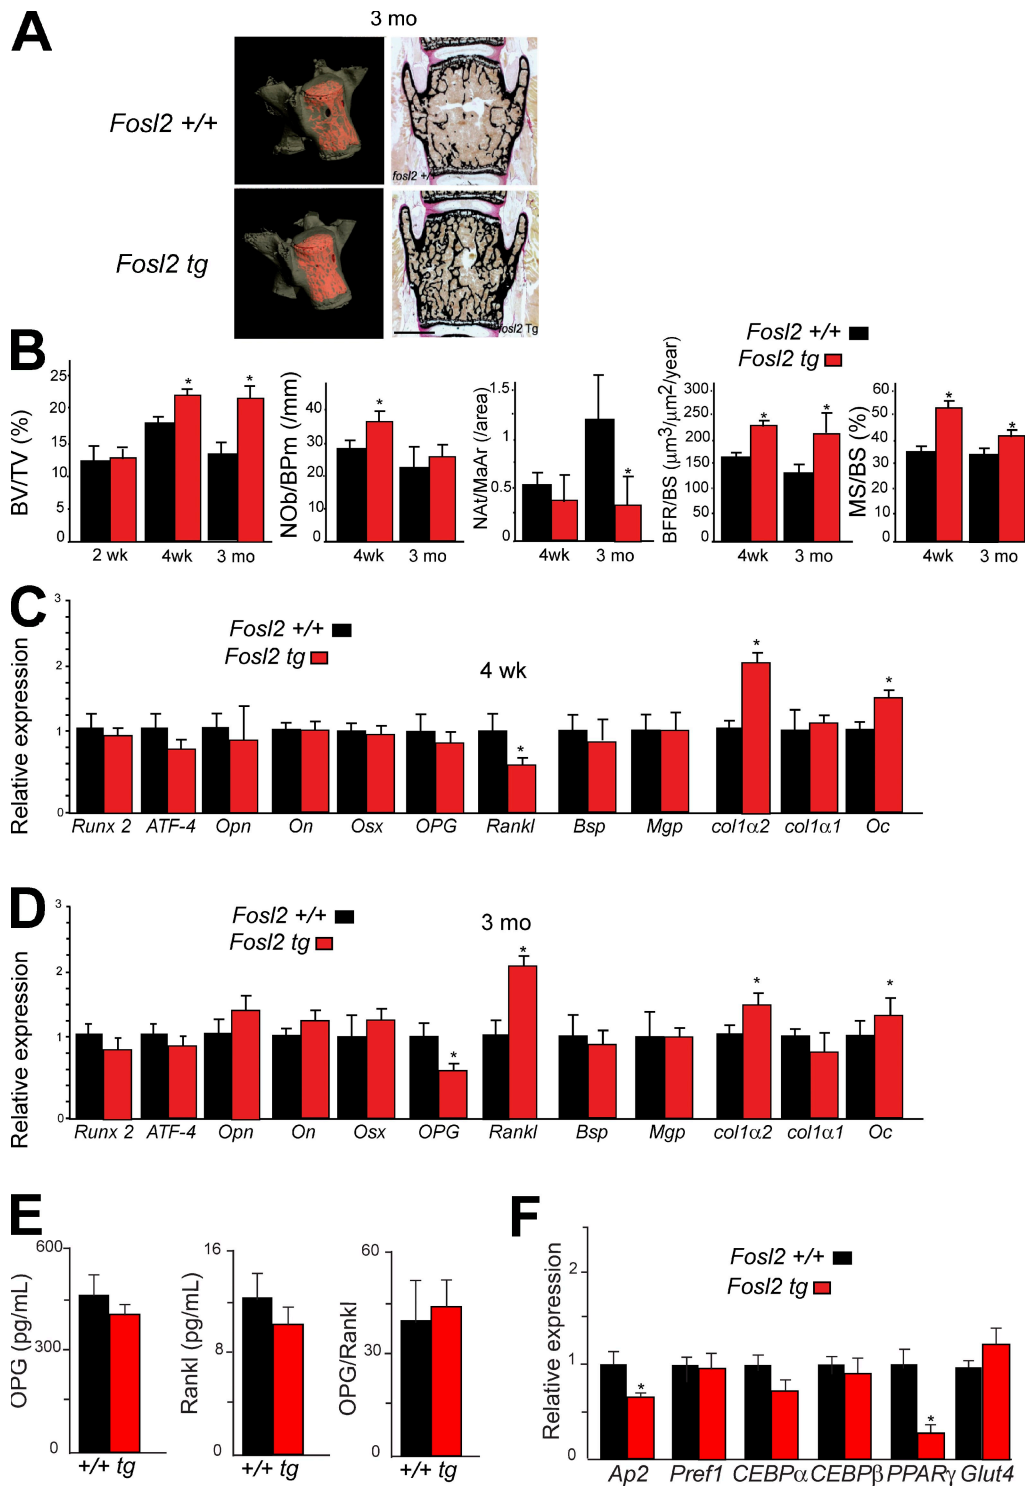 A
3 mo
Fosl2 +/+
fosl2 +/
Fosl2 tg
fosl2 Tg
B
Fosl2 +/+
Fosl2 tg
BV/TV (%)
25
20
15
10
5
0
2 wk
4wk
3 mo
*
*
NOb/BPm (/mm)
40
30
20
10
0
4wk
3 mo
*
NAt/MaAr (/area)
1.5
0.5
0
4wk
3 mo
*
BFR/BS (µm³/µm²/year)
300
250
200
150
100
50
0
4wk
3 mo
*
*
MS/BS (%)
60
50
40
30
20
10
0
4wk
3 mo
*
*
C
Fosl2 +/+
Fosl2 tg
4 wk
Relative expression
3
2
1
0
*
*
*
Runx 2 ATF-4 Opn On Osx OPG Rankl Bsp Mgp col1α2 col1α1 Oc
D
Fosl2 +/+
Fosl2 tg
3 mo
Relative expression
3
2
1
0
*
*
*
*
Runx 2 ATF-4 Opn On Osx OPG Rankl Bsp Mgp col1α2 col1α1 Oc
E
OPG (pg/mL)
600
300
0
+/+ tg
Rankl (pg/mL)
16
8
0
+/+ tg
OPG/Rankl
60
30
0
+/+ tg
F
Fosl2 +/+
Fosl2 tg
Relative expression
2
1
0
*
*
Ap2 Pref1 CEBPα CEBPβ PPARγ Glut4